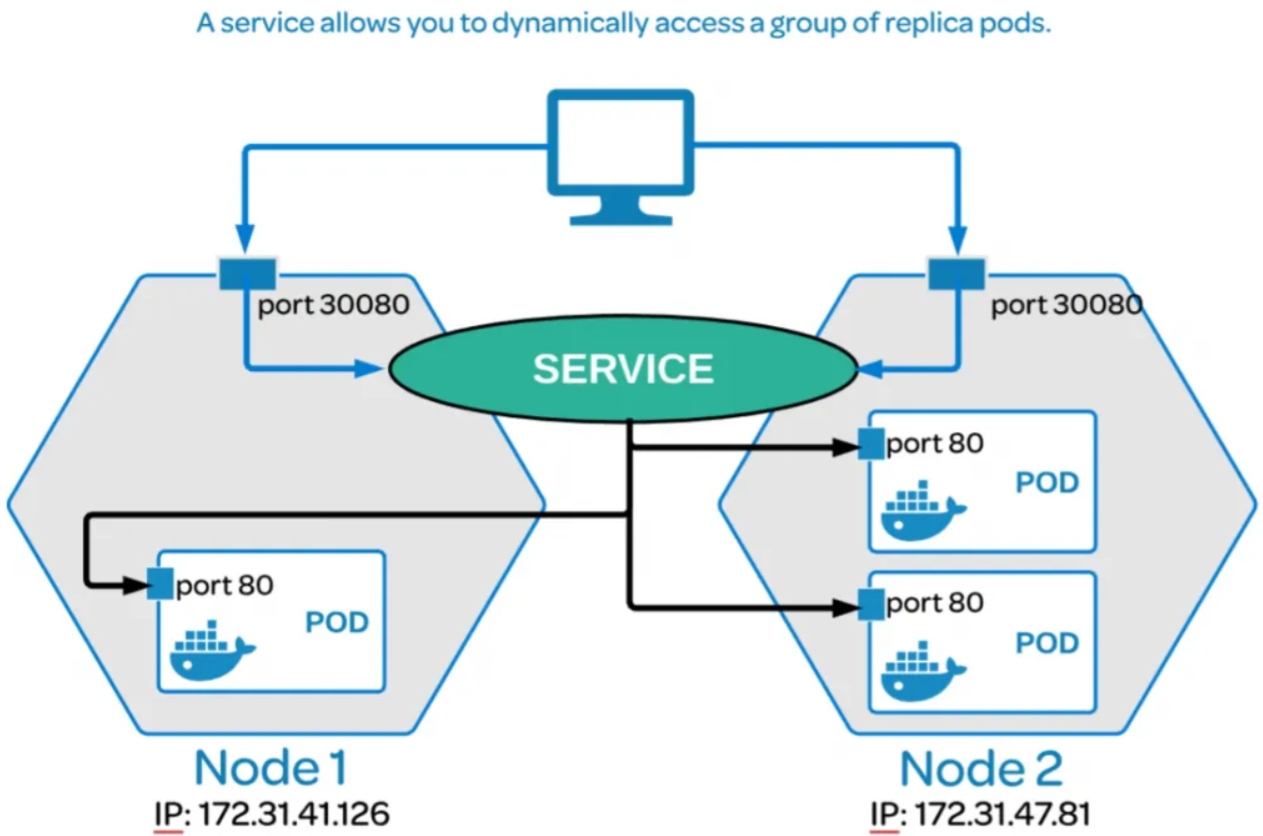 A service allows you to dynamically access a group of replica pods.
port 30080
port 30080
SERVICE
port 80
POD
port 80
POD
port 80
POD
Node 1
IP: 172.31.41.126
Node 2
IP: 172.31.47.81